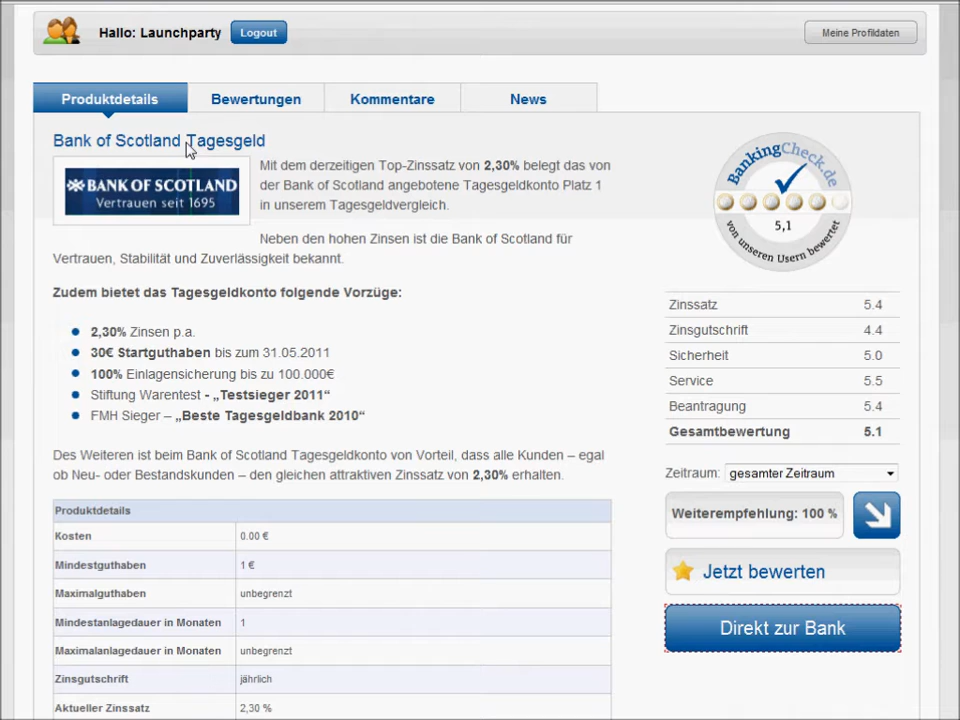 Hallo: Launchparty
Logout
Meine Profildaten
Produktdetails
Bewertungen
Kommentare
News
Bank of Scotland Tagesgeld
BANK OF SCOTLAND
Vertrauen seit 1695
Mit dem derzeitigen Top-Zinssatz von 2,30% belegt das von
der Bank of Scotland angebotene Tagesgeldkonto Platz 1
in unserem Tagesgeldvergleich.
Neben den hohen Zinsen ist die Bank of Scotland für
Vertrauen, Stabilität und Zuverlässigkeit bekannt.
Zudem bietet das Tagesgeldkonto folgende Vorzüge:
2,30% Zinsen p.a.
30€ Startguthaben bis zum 31.05.2011
100% Einlagensicherung bis zu 100.000€
Stiftung Warentest - „Testsieger 2011“
FMH Sieger – „Beste Tagesgeldbank 2010“
Des Weiteren ist beim Bank of Scotland Tagesgeldkonto von Vorteil, dass alle Kunden – egal
ob Neu- oder Bestandskunden – den gleichen attraktiven Zinssatz von 2,30% erhalten.
Produktdetails
Kosten 0.00 €
Mindestguthaben 1 €
Maximalguthaben unbegrenzt
Mindestanlagedauer in Monaten 1
Maximalanlagedauer in Monaten unbegrenzt
Zinsgutschrift jährlich
Aktueller Zinssatz 2,30 %
BankingCheck.de
5,1
von unseren Usern bewertet
Zinssatz 5.4
Zinsgutschrift 4.4
Sicherheit 5.0
Service 5.5
Beantragung 5.4
Gesamtbewertung 5.1
Zeitraum: gesamter Zeitraum
Weiterempfehlung: 100 %
Jetzt bewerten
Direkt zur Bank